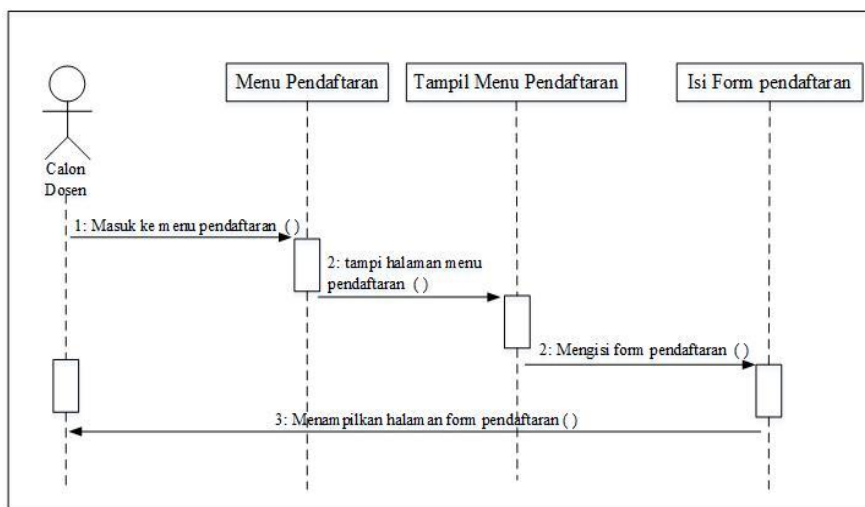 Menu Pendaftaran
Tampil Menu Pendaftaran
Isi Form pendaftaran
Calon
Dosen
1: Masuk ke menu pendaftaran ()
2: tampi halaman menu
pendaftaran ()
2: Mengisi form pendaftaran ()
3: Menampilkan halaman form pendaftaran()